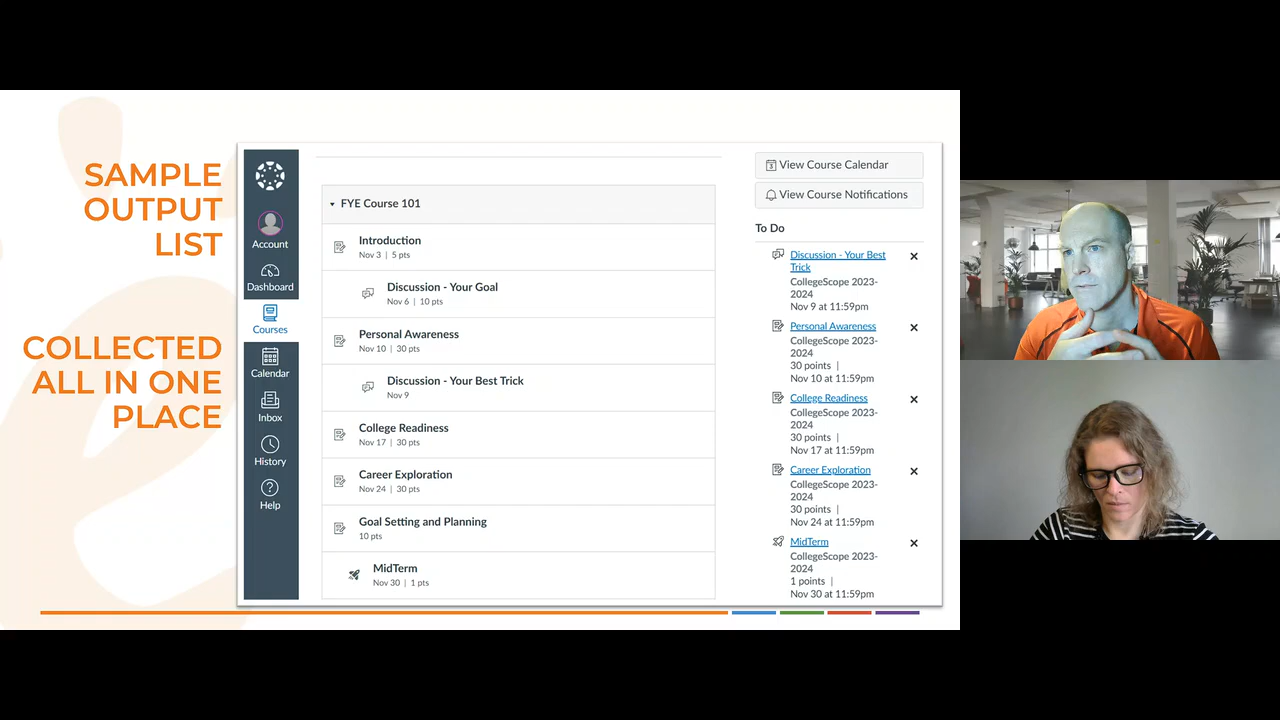 SAMPLE
OUTPUT
LIST
COLLECTED
ALL IN ONE
PLACE
Account
Dashboard
Courses
Calendar
Inbox
History
Help
FYE Course 101
Introduction
Nov 3 | 5 pts
Discussion - Your Goal
Nov 6 | 10 pts
Personal Awareness
Nov 10 | 30 pts
Discussion - Your Best Trick
Nov 9
College Readiness
Nov 17 | 30 pts
Career Exploration
Nov 24 | 30 pts
Goal Setting and Planning
10 pts
MidTerm
Nov 30 | 1 pts
View Course Calendar
View Course Notifications
To Do
Discussion - Your Best
Trick
CollegeScope 2023-
2024
Nov 9 at 11:59pm
Personal Awareness
CollegeScope 2023-
2024
30 points |
Nov 10 at 11:59pm
College Readiness
CollegeScope 2023-
2024
30 points |
Nov 17 at 11:59pm
Career Exploration
CollegeScope 2023-
2024
30 points |
Nov 24 at 11:59pm
MidTerm
CollegeScope 2023-
2024
1 points |
Nov 30 at 11:59pm